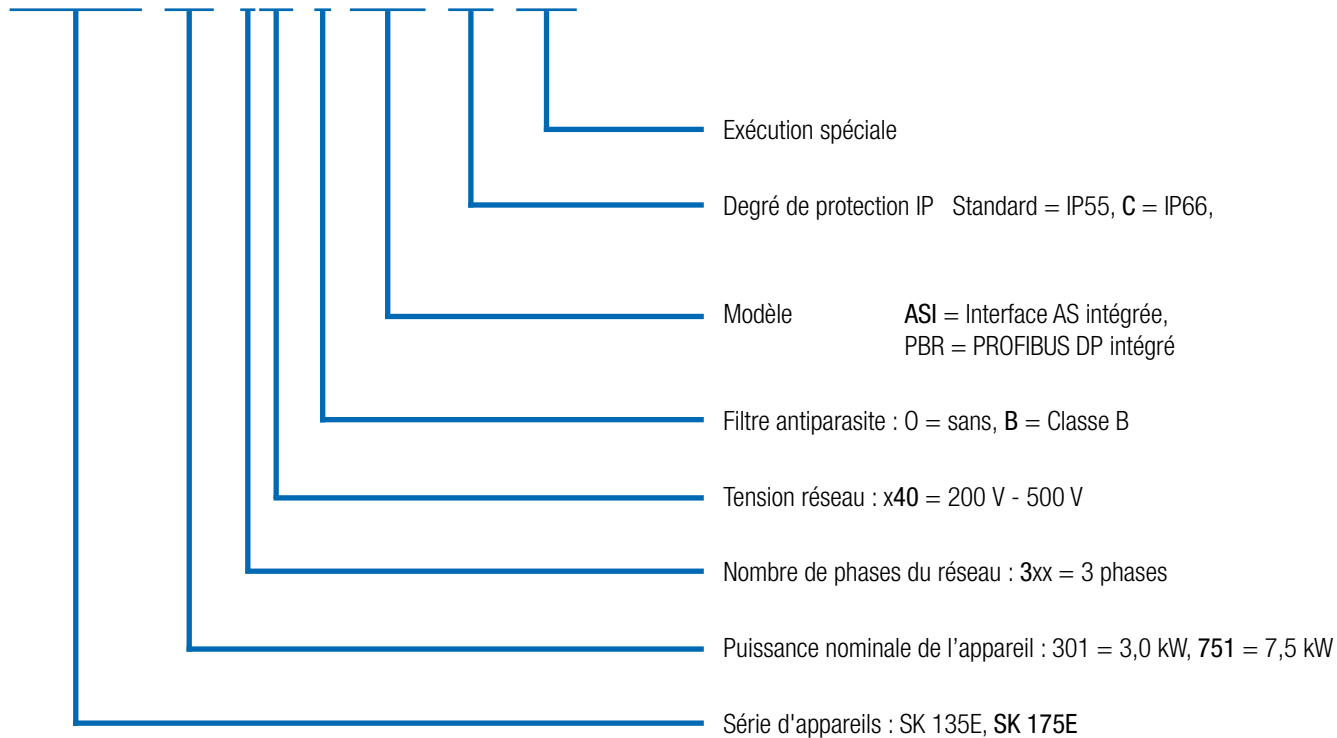 Exécution spéciale
Degré de protection IP Standard = IP55, C = IP66,
Modèle ASI = Interface AS intégrée,
PBR = PROFIBUS DP intégré
Filtre antiparasite : O = sans, B = Classe B
Tension réseau : x40 = 200 V - 500 V
Nombre de phases du réseau : 3xx = 3 phases
Puissance nominale de l'appareil : 301 = 3,0 kW, 751 = 7,5 kW
Série d'appareils : SK 135E, SK 175E